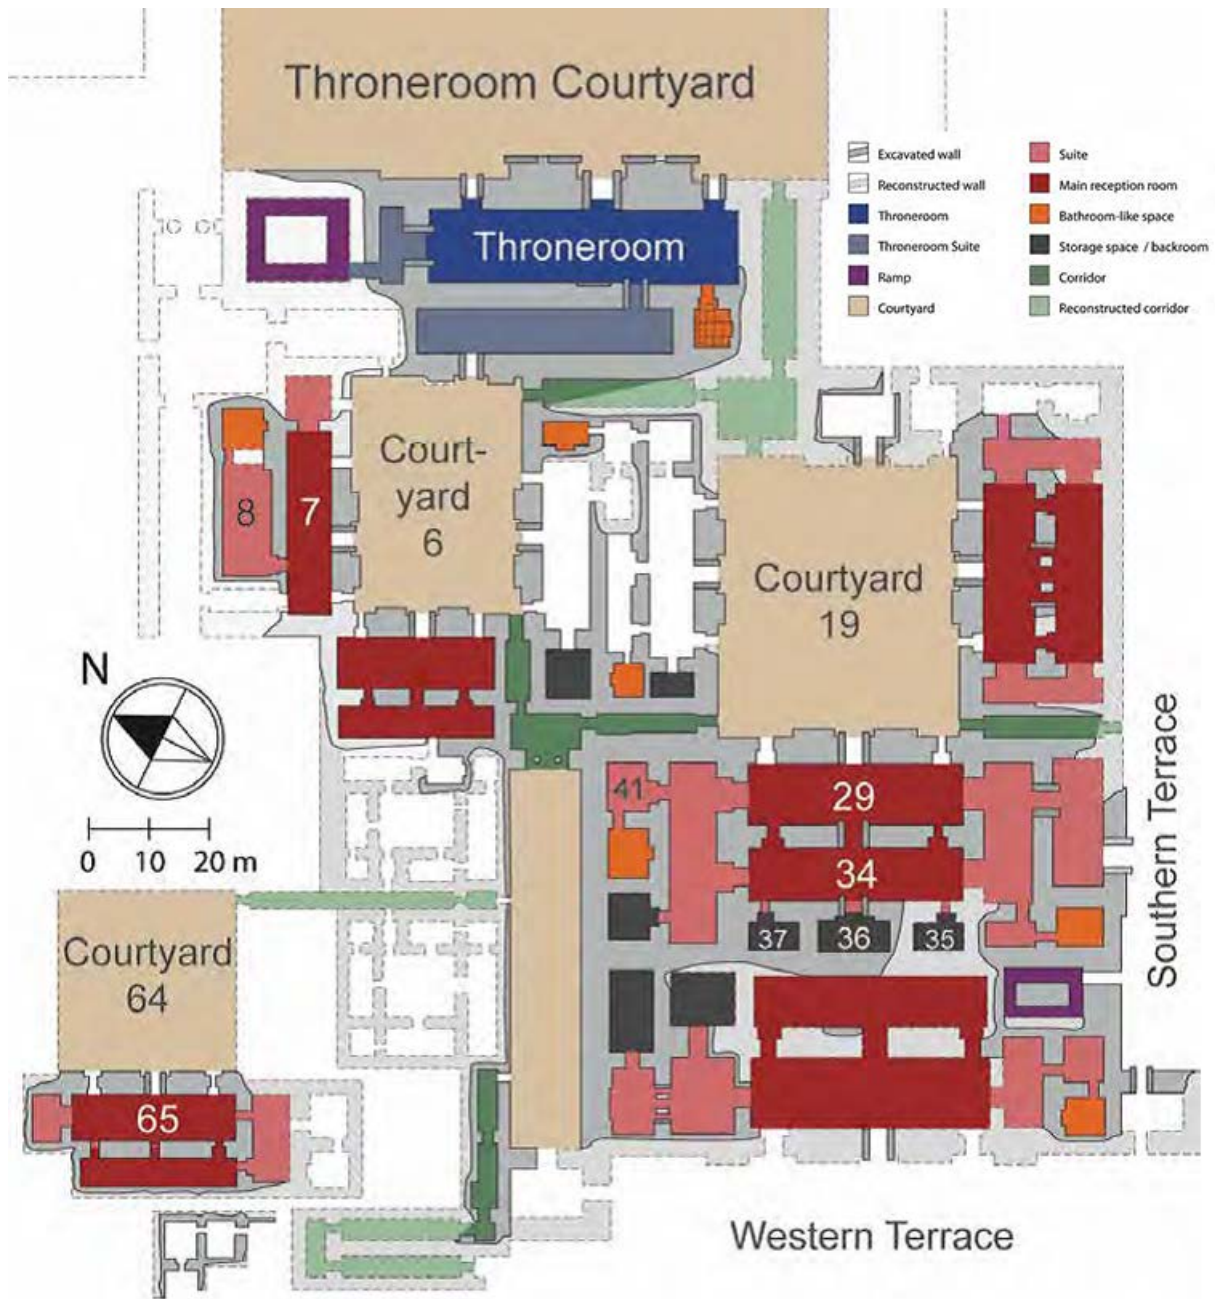 Throneroom Courtyard
Excavated wall
Reconstructed wall
Throneroom
Throneroom Suite
Ramp
Courtyard
Suite
Main reception room
Bathroom-like space
Storage space / backroom
Corridor
Reconstructed corridor
Throneroom
Court-
yard
6
8
7
Courtyard
19
N
0 10 20 m
41
29
34
37
36
35
Southern Terrace
Courtyard
64
65
Western Terrace